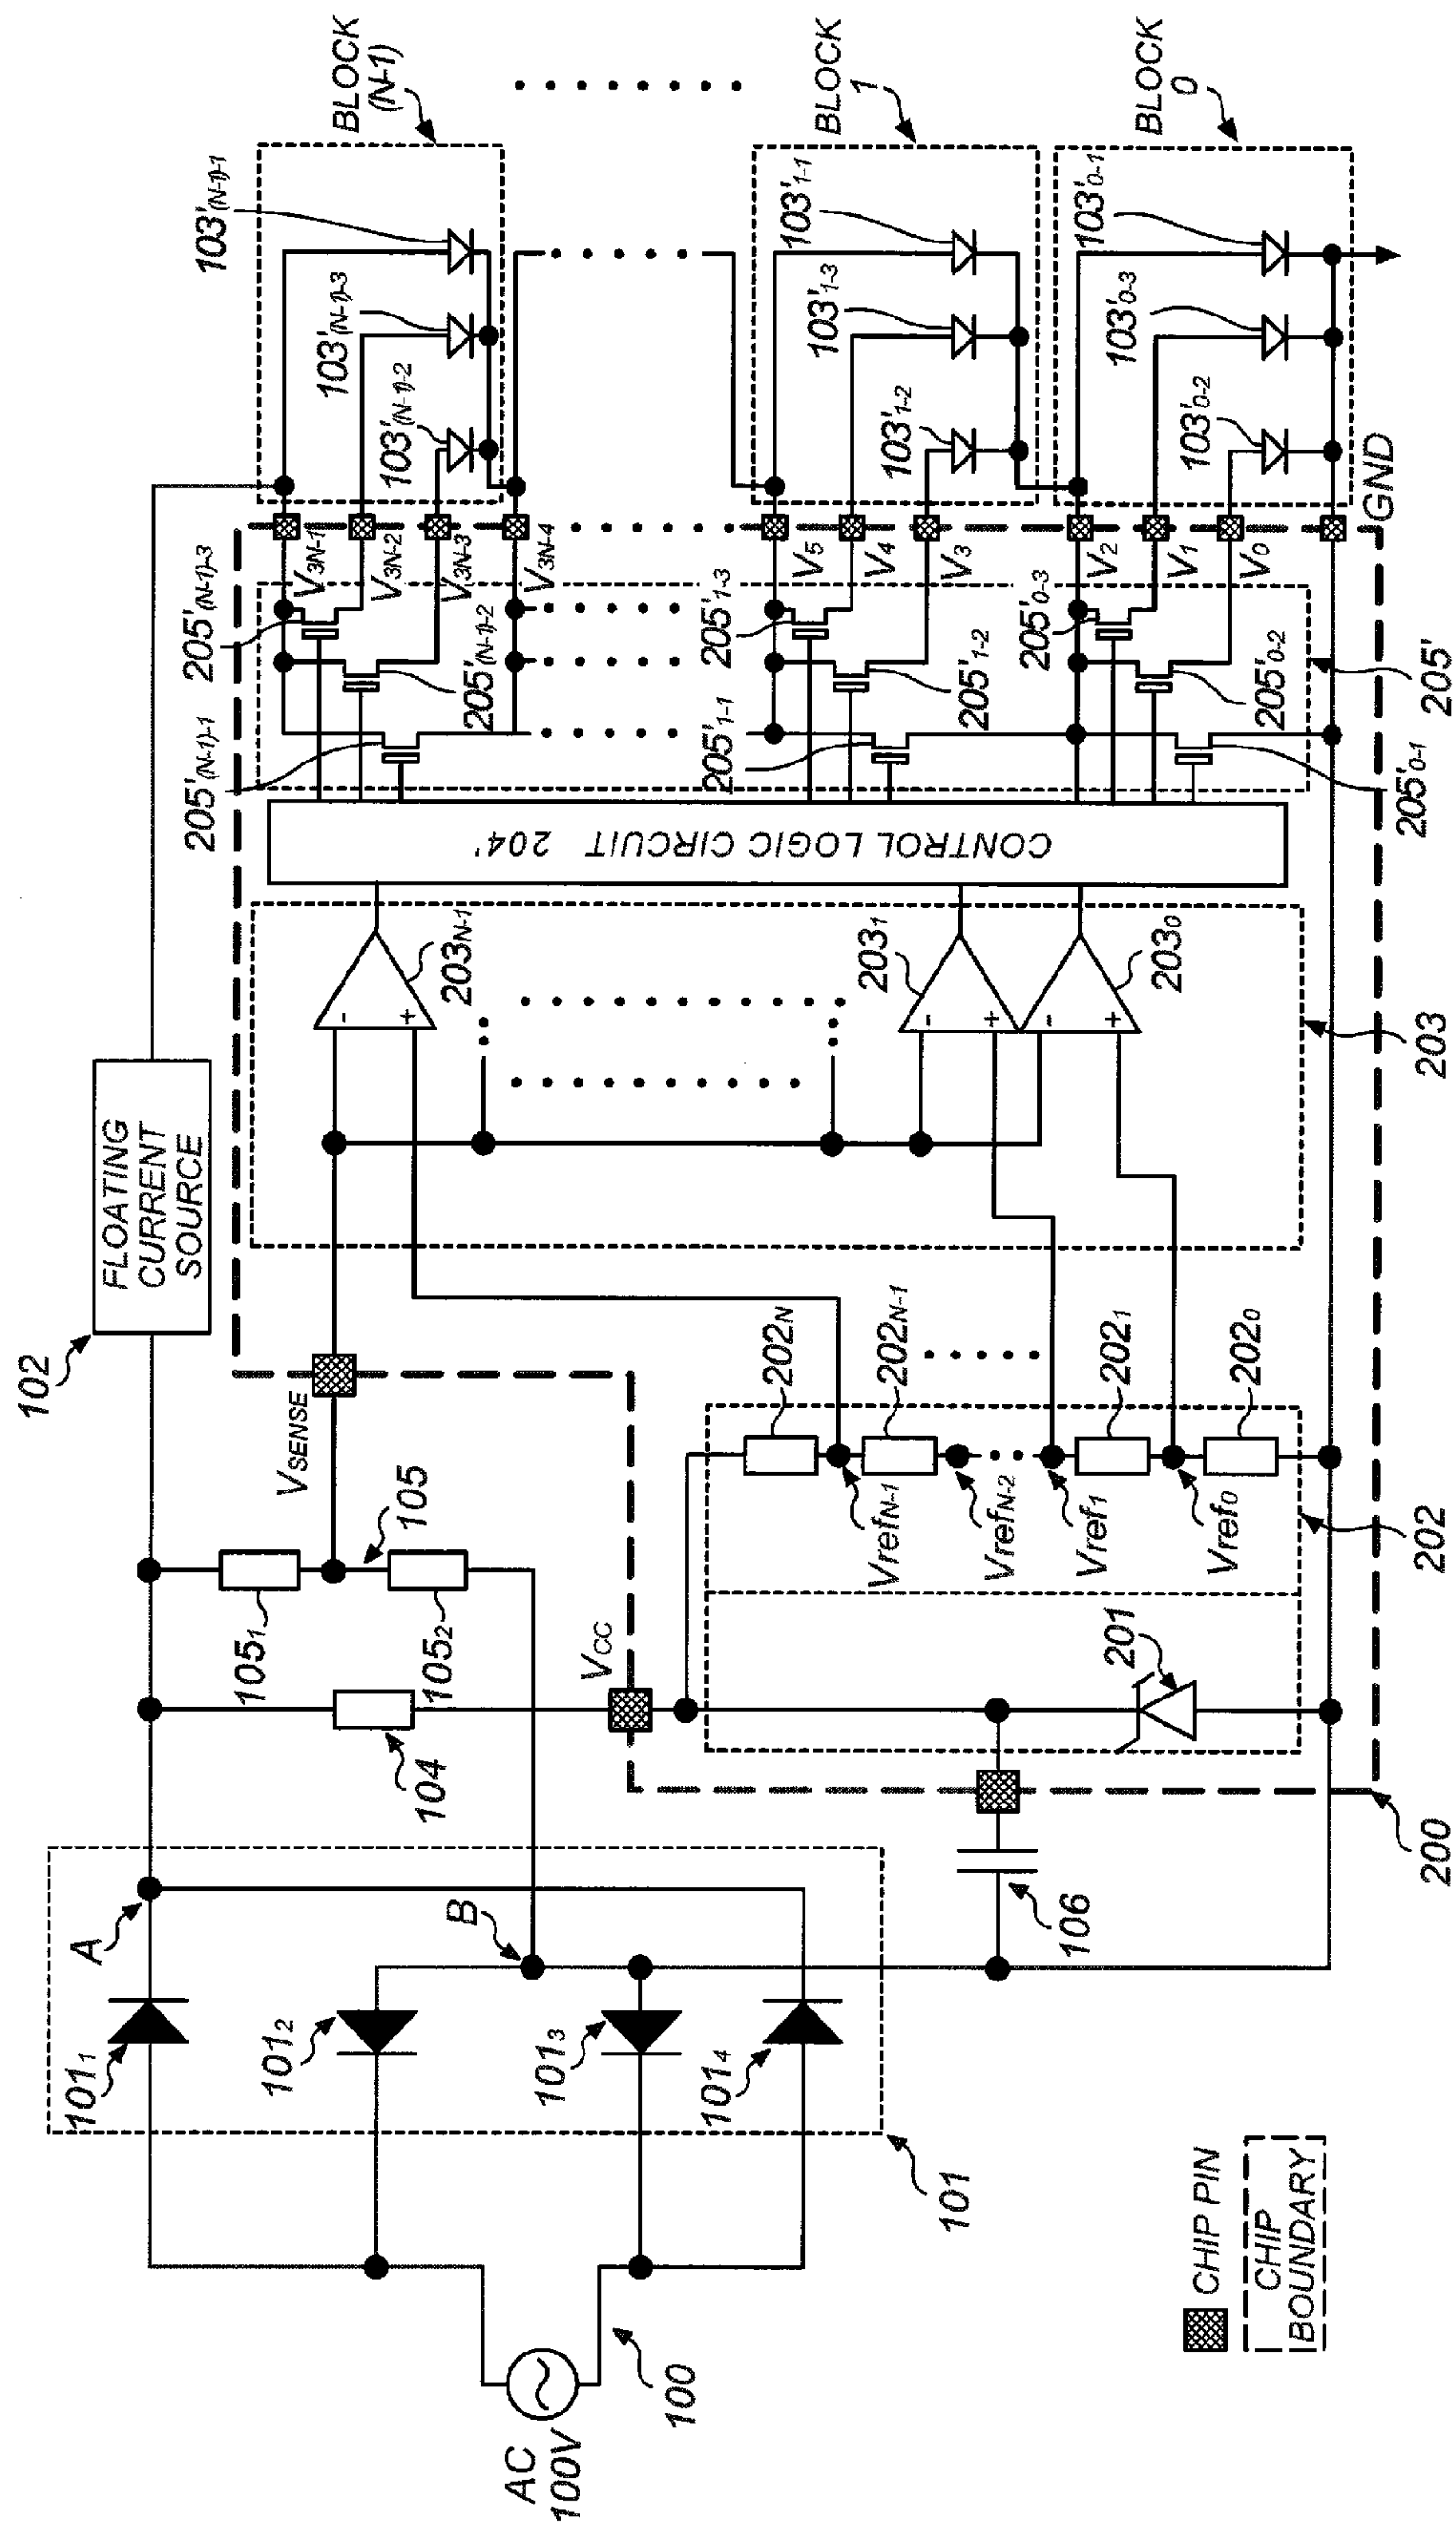 AC
100V
100
101
101₁
101₂
101₃
101₄
A
B
106
104
105₁
105₂
105
VSENSE
VCC
102
FLOATING
CURRENT
SOURCE
200
201
202
202N
202N-1
202₁
202₀
VrefN-1
VrefN-2
Vref₁
Vref₀
203
203N-1
203₁
203₀
-
+
-
+
-
+
CONTROL LOGIC CIRCUIT 204'
205'
205'(N-1)-1
205'(N-1)-3
205'(N-1)-2
205'1-1
205'1-3
205'1-2
205'0-3
205'0-2
205'0-1
V3N-1
V3N-2
V(3N-3
V3N-4
V5
V4
V3
V2
V1
V0
GND
103'(N-1)-1
103'(N-1)-3
103'(N-1)-2
103'1-1
103'1-3
103'1-2
103'0-1
103'0-3
103'0-2
BLOCK
(N-1)
BLOCK
1
BLOCK
0
CHIP PIN
CHIP
BOUNDARY